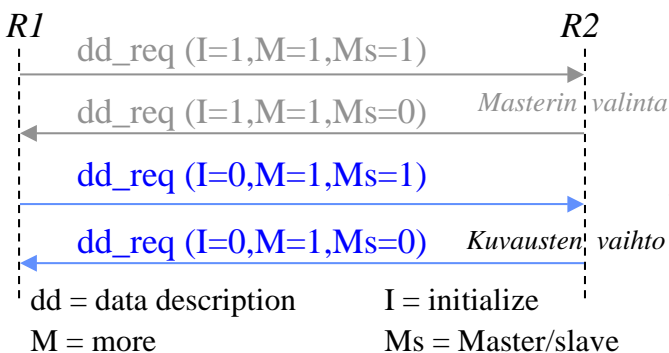 R1 R2
dd_req (I=1,M=1,Ms=1)
dd_req (I=1,M=1,Ms=0) Masterin valinta
dd_req (I=0,M=1,Ms=1)
dd_req (I=0,M=1,Ms=0) Kuvausten vaihto
dd = data description I = initialize
M = more Ms = Master/slave